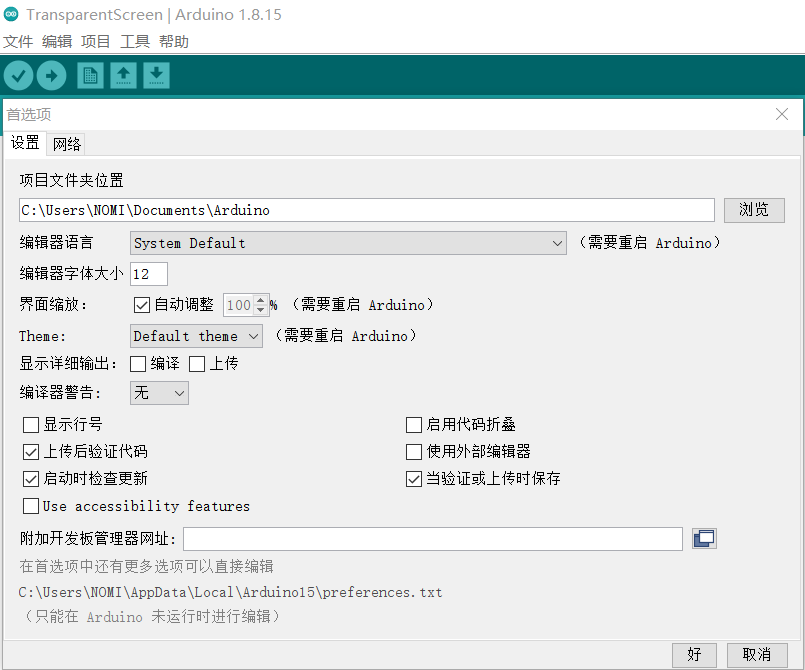 TransparentScreen | Arduino 1.8.15
文件 编辑 项目 工具 帮助
首选项
设置 网络
项目文件夹位置
C:\Users\NOMI\Documents\Arduino 浏览
编辑器语言 System Default （需要重启 Arduino）
编辑器字体大小 12
界面缩放： 自动调整 100 % （需要重启 Arduino）
Theme: Default theme （需要重启 Arduino）
显示详细输出： 编译 上传
编译器警告: 无
显示行号 启用代码折叠
上传后验证代码 使用外部编辑器
启动时检查更新 当验证或上传时保存
Use accessibility features
附加开发板管理器网址:
在首选项中还有更多选项可以直接编辑
C:\Users\NOMI\AppData\Local\Arduino15\preferences.txt
（只能在 Arduino 未运行时进行编辑）
好 取消